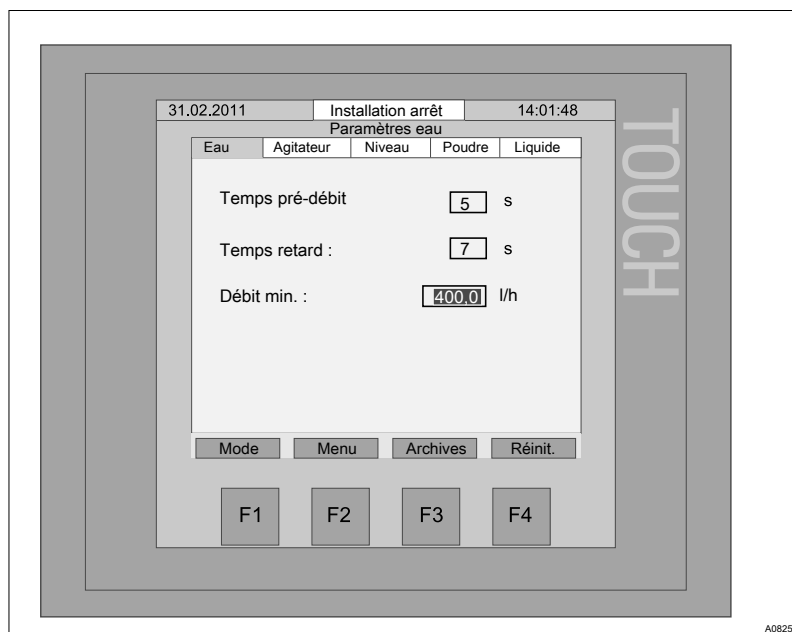 31.02.2011 Installation arrêt 14:01:48
Paramètres eau
Eau Agitateur Niveau Poudre Liquide
Temps pré-débit 5 s
Temps retard : 7 s
Débit min. : 400,0 l/h
Mode Menu Archives Réinit.
F1 F2 F3 F4
TOUCH
A0825